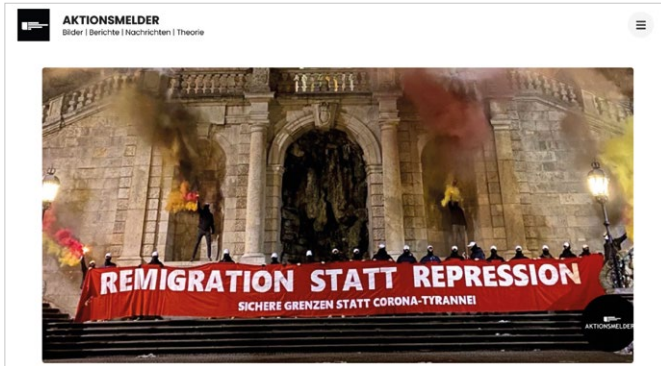 AKTIONSMELDER
Bilder | Berichte | Nachrichten | Theorie
REMIGRATION STATT REPRESSION
SICHERE GRENZEN STATT CORONA-TYRANNEI
AKTIONSMELDER